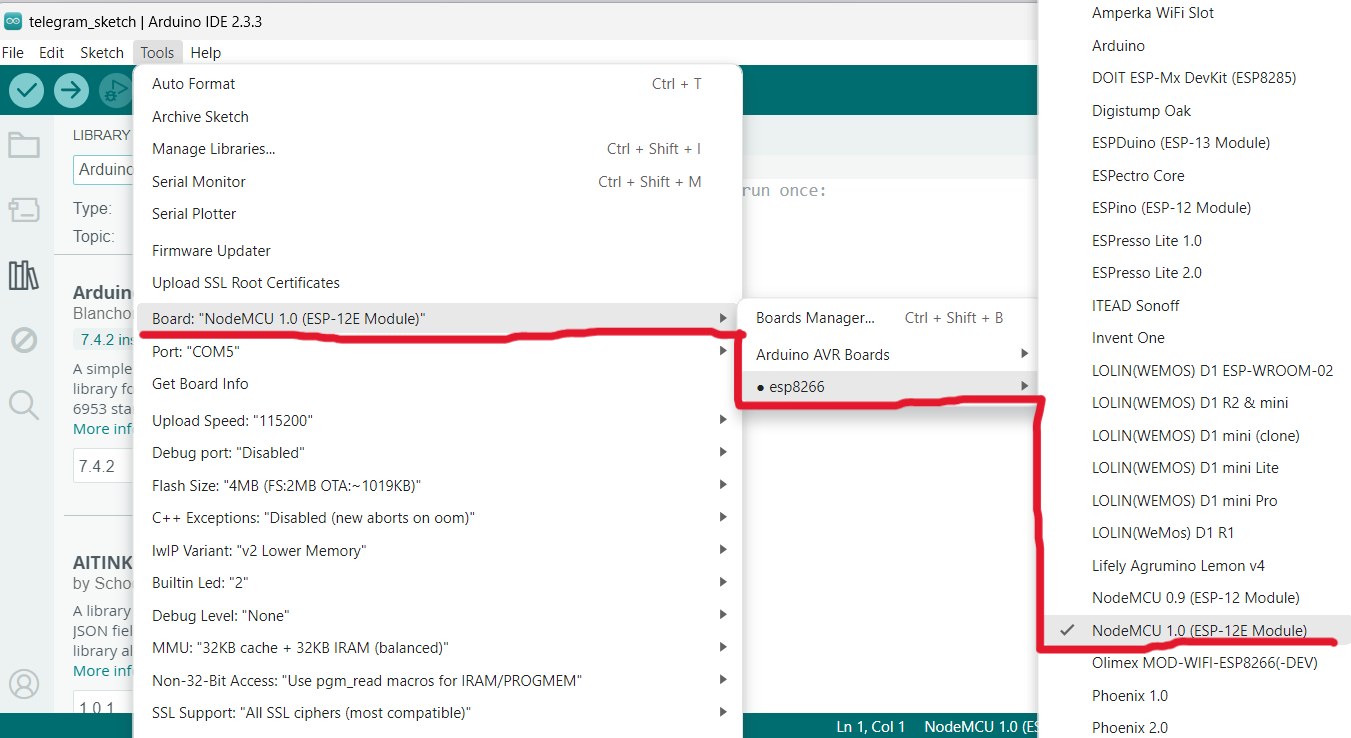 telegram_sketch | Arduino IDE 2.3.3
File Edit Sketch Tools Help
LIBRARY
Arduino
Type:
Topic:
Blancho
7.4.2 ins
A simple
library fo
6953 sta
More inf
7.4.2
AITINK
by Scho
A library
JSON fiel
library al
More inf
1.0.1
Auto Format Ctrl + T
Archive Sketch
Manage Libraries... Ctrl + Shift + I
Serial Monitor Ctrl + Shift + M
Serial Plotter
Firmware Updater
Upload SSL Root Certificates
Board: "NodeMCU 1.0 (ESP-12E Module)"
Port: "COM5"
Get Board Info
Upload Speed: "115200"
Debug port: "Disabled"
Flash Size: "4MB (FS:2MB OTA:~1019KB)"
C++ Exceptions: "Disabled (new aborts on oom)"
lwIP Variant: "v2 Lower Memory"
Builtin Led: "2"
Debug Level: "None"
MMU: "32KB cache + 32KB IRAM (balanced)"
Non-32-Bit Access: "Use pgm_read macros for IRAM/PROGMEM"
SSL Support: "All SSL ciphers (most compatible)"
run once:
Boards Manager... Ctrl + Shift + B
Arduino AVR Boards
● esp8266
Amperka WiFi Slot
Arduino
DOIT ESP-Mx DevKit (ESP8285)
Digistump Oak
ESPDuino (ESP-13 Module)
ESPectro Core
ESPino (ESP-12 Module)
ESPresso Lite 1.0
ESPresso Lite 2.0
ITEAD Sonoff
Invent One
LOLIN(WEMOS) D1 ESP-WROOM-02
LOLIN(WEMOS) D1 R2 & mini
LOLIN(WEMOS) D1 mini (clone)
LOLIN(WEMOS) D1 mini Lite
LOLIN(WEMOS) D1 mini Pro
LOLIN(WeMos) D1 R1
Lifely Agrumino Lemon v4
NodeMCU 0.9 (ESP-12 Module)
✓ NodeMCU 1.0 (ESP-12E Module)
Olimex MOD-WIFI-ESP8266(-DEV)
Phoenix 1.0
Phoenix 2.0
Ln 1, Col 1 NodeMCU 1.0 (ES